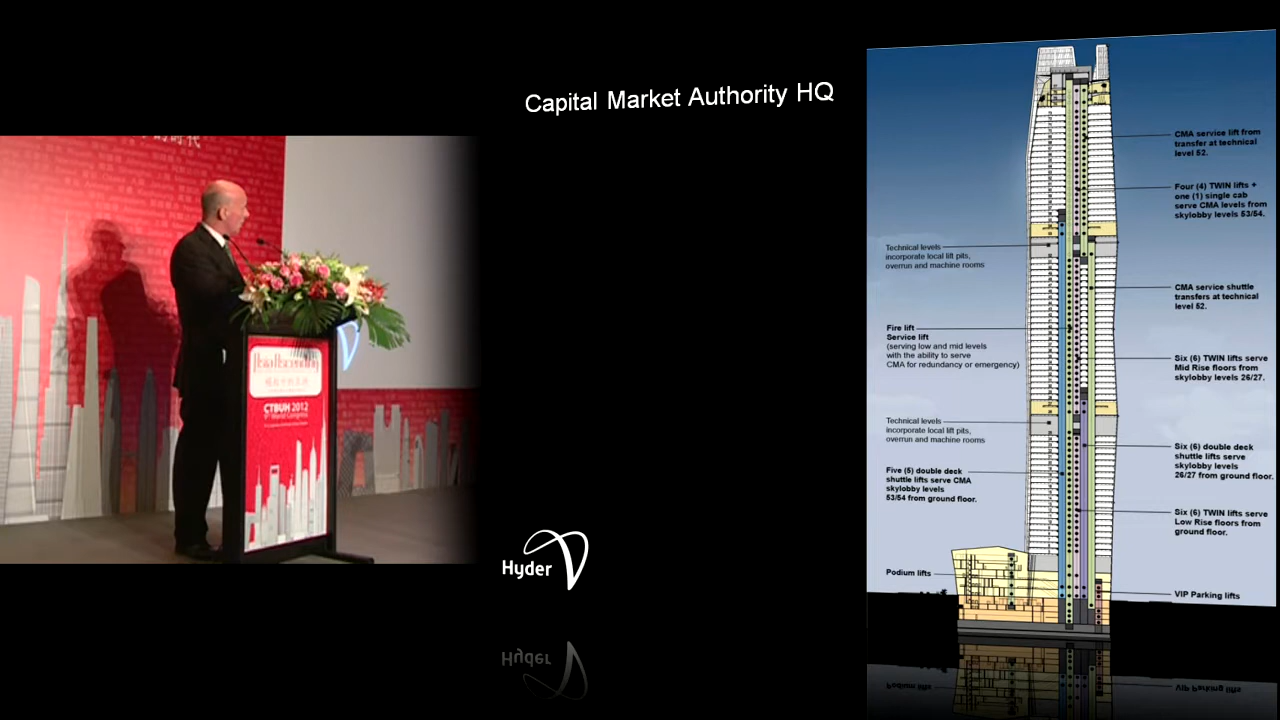 Capital Market Authority HQ
CMA service lift from
transfer at technical
level 52.
Four (4) TWIN lifts +
one (1) single cab
serve CMA levels from
skylobby levels 53/54.
Technical levels
incorporate local lift pits,
overrun and machine rooms
CMA service shuttle
transfers at technical
level 52.
Fire lift
Service lift
(serving low and mid levels
with the ability to serve
CMA for redundancy or emergency)
Six (6) TWIN lifts serve
Mid Rise floors from
skylobby levels 26/27.
Technical levels
incorporate local lift pits,
overrun and machine rooms
Six (6) double deck
shuttle lifts serve
skylobby levels
26/27 from ground floor.
Five (5) double deck
shuttle lifts serve CMA
skylobby levels
53/54 from ground floor.
Six (6) TWIN lifts serve
Low Rise floors from
ground floor.
Podium lifts
VIP Parking lifts
CTBUH 2012
9th World Congress
Hyder